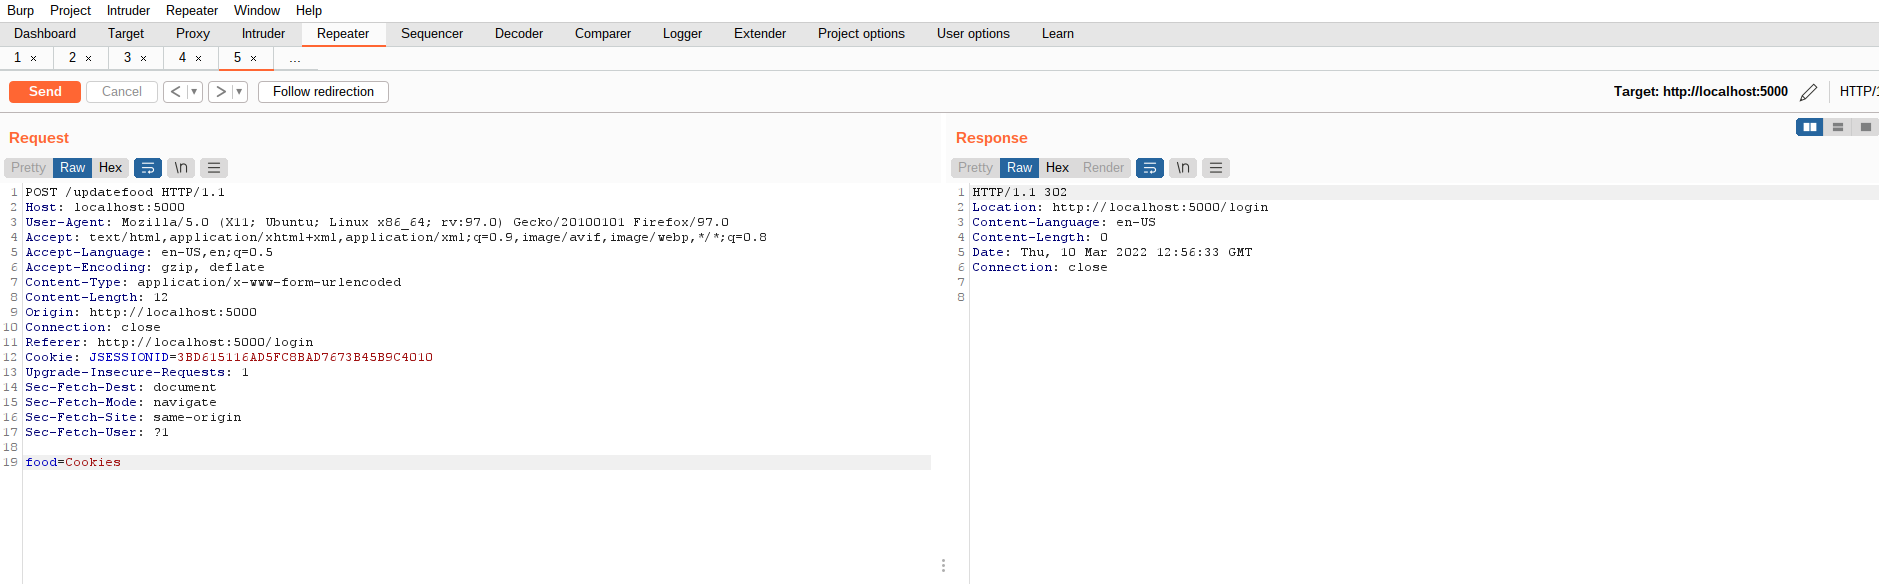 Burp Project Intruder Repeater Window Help
Dashboard Target Proxy Intruder Repeater Sequencer Decoder Comparer Logger Extender Project options User options Learn
1 × 2 × 3 × 4 × 5 × ...
Send Cancel < ▼ > ▼ Follow redirection Target: http://localhost:5000 HTTP/1
Request
Pretty Raw Hex \n
1 POST /updatefood HTTP/1.1
2 Host: localhost:5000
3 User-Agent: Mozilla/5.0 (X11; Ubuntu; Linux x86_64; rv:97.0) Gecko/20100101 Firefox/97.0
4 Accept: text/html,application/xhtml+xml,application/xml;q=0.9,image/avif,image/webp,*/*;q=0.8
5 Accept-Language: en-US,en;q=0.5
6 Accept-Encoding: gzip, deflate
7 Content-Type: application/x-www-form-urlencoded
8 Content-Length: 12
9 Origin: http://localhost:5000
10 Connection: close
11 Referer: http://localhost:5000/login
12 Cookie: JSESSIONID=3BD615116AD5FC8BAD7673B45B9C4010
13 Upgrade-Insecure-Requests: 1
14 Sec-Fetch-Dest: document
15 Sec-Fetch-Mode: navigate
16 Sec-Fetch-Site: same-origin
17 Sec-Fetch-User: ?1
18
19 food=Cookies
Response
Pretty Raw Hex Render \n
1 HTTP/1.1 302
2 Location: http://localhost:5000/login
3 Content-Language: en-US
4 Content-Length: 0
5 Date: Thu, 10 Mar 2022 12:56:33 GMT
6 Connection: close
7
8